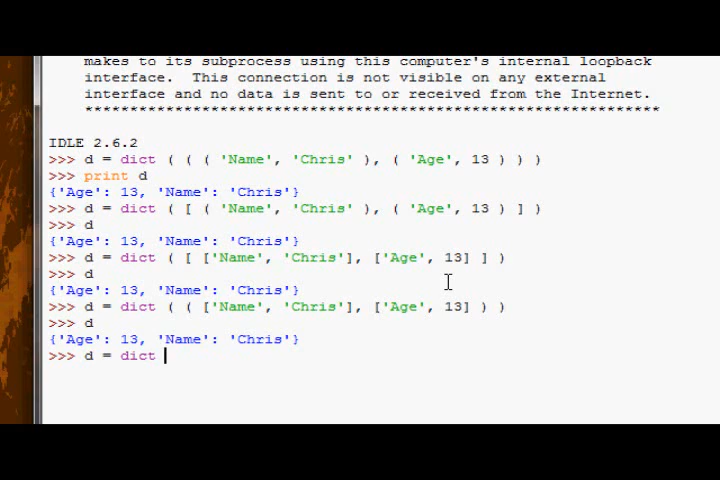 makes to its subprocess using this computer's internal loopback
interface.  This connection is not visible on any external
interface and no data is sent to or received from the Internet.
****************************************************************
IDLE 2.6.2
>>> d = dict ( ( ( 'Name', 'Chris' ), ( 'Age', 13 ) ) )
>>> print d
{'Age': 13, 'Name': 'Chris'}
>>> d = dict ( [ ( 'Name', 'Chris' ), ( 'Age', 13 ) ] )
>>> d
{'Age': 13, 'Name': 'Chris'}
>>> d = dict ( [ ['Name', 'Chris'], ['Age', 13] ] )
>>> d
{'Age': 13, 'Name': 'Chris'}
>>> d = dict ( ( ['Name', 'Chris'], ['Age', 13] ) )
>>> d
{'Age': 13, 'Name': 'Chris'}
>>> d = dict